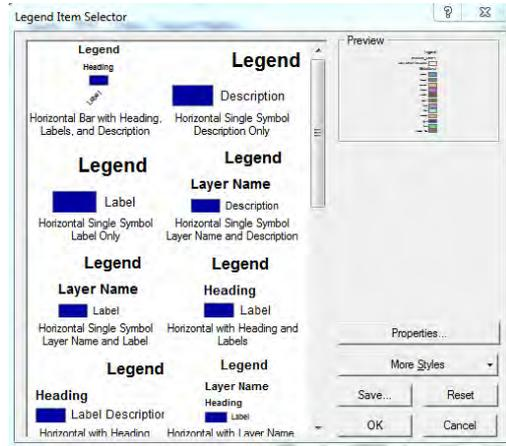 Legend Item Selector
Legend
Heading
Label
Horizontal Bar with Heading,
Labels, and Description
Legend
Description
Horizontal Single Symbol
Description Only
Legend
Label
Horizontal Single Symbol
Label Only
Legend
Layer Name
Description
Horizontal Single Symbol
Layer Name and Description
Legend
Layer Name
Label
Horizontal Single Symbol
Layer Name and Label
Legend
Heading
Label
Horizontal with Heading and
Labels
Legend
Heading
Label Descriptior
Horizontal with Heading
Legend
Layer Name
Heading
Label
Horizontal with Layer Name
Preview
Properties...
More Styles
Save...
Reset
OK
Cancel